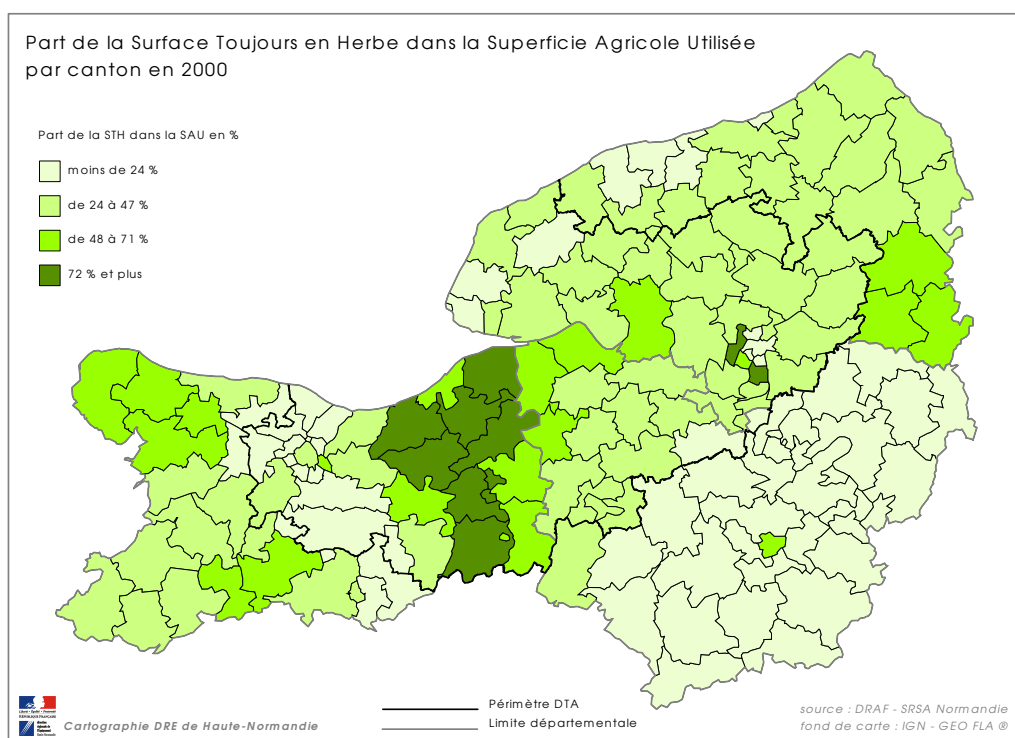 Part de la Surface Toujours en Herbe dans la Superficie Agricole Utilisée
par canton en 2000
Part de la STH dans la SAU en %
moins de 24 %
de 24 à 47 %
de 48 à 71 %
72 % et plus
RÉPUBLIQUE FRANÇAISE
Cartographie DRE de Haute-Normandie
Périmètre DTA
Limite départementale
source : DRAF - SRSA Normandie
fond de carte : IGN - GEO FLA ®